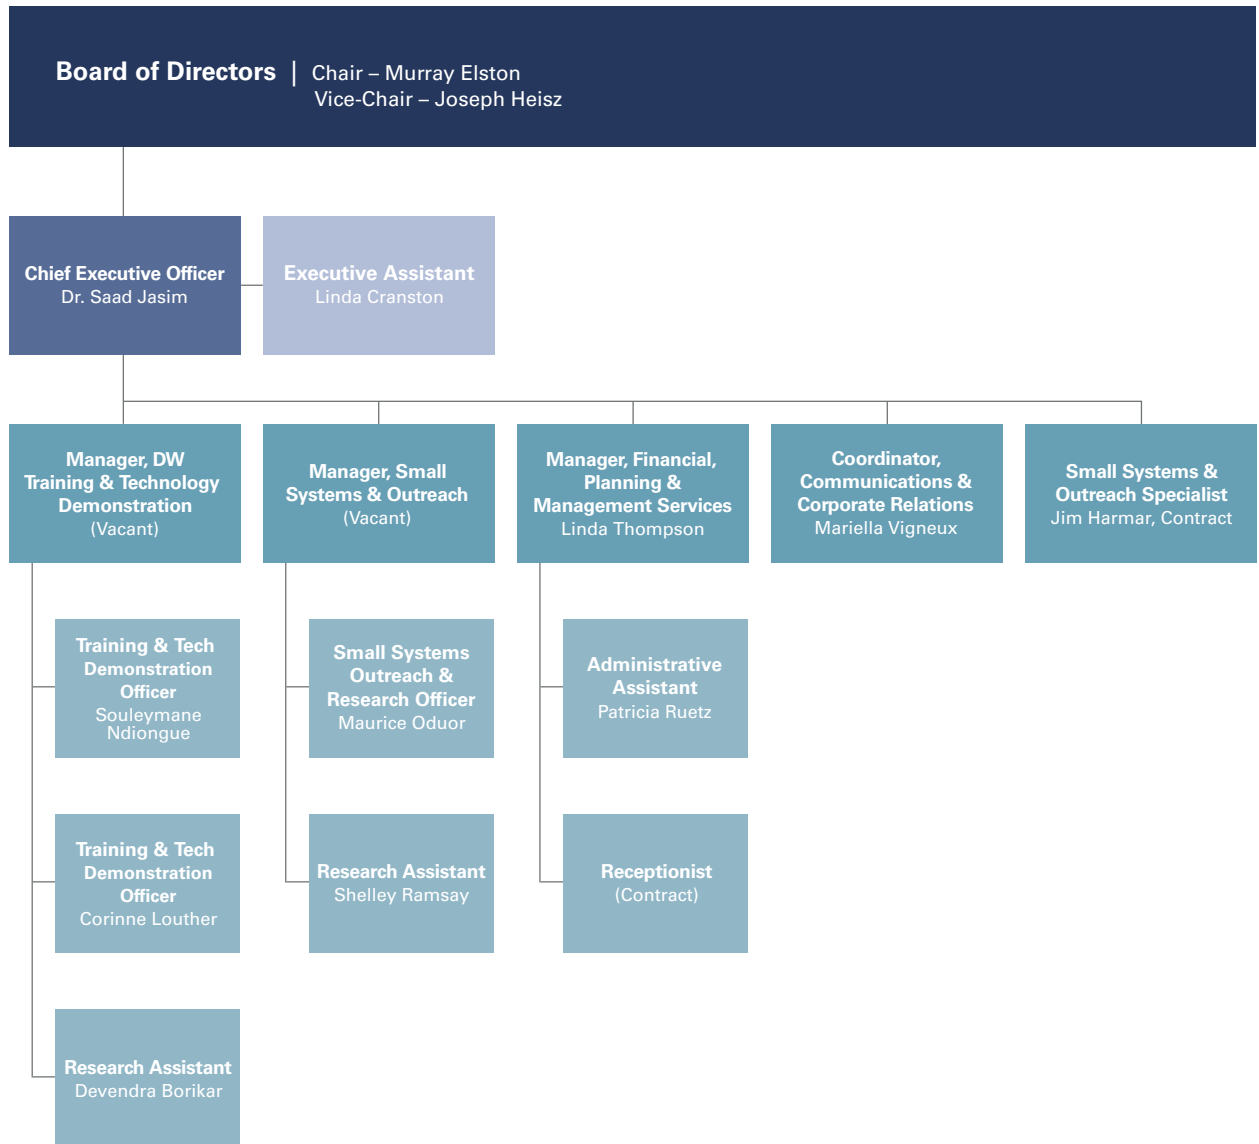 Board of Directors | Chair – Murray Elston
Vice-Chair – Joseph Heisz
Chief Executive Officer
Dr. Saad Jasim
Executive Assistant
Linda Cranston
Manager, DW
Training & Technology
Demonstration
(Vacant)
Manager, Small
Systems & Outreach
(Vacant)
Manager, Financial,
Planning &
Management Services
Linda Thompson
Coordinator,
Communications &
Corporate Relations
Mariella Vigneux
Small Systems &
Outreach Specialist
Jim Harmar, Contract
Training & Tech
Demonstration
Officer
Souleymane
Ndiongue
Small Systems
Outreach &
Research Officer
Maurice Oduor
Administrative
Assistant
Patricia Ruetz
Training & Tech
Demonstration
Officer
Corinne Louther
Research Assistant
Shelley Ramsay
Receptionist
(Contract)
Research Assistant
Devendra Borikar